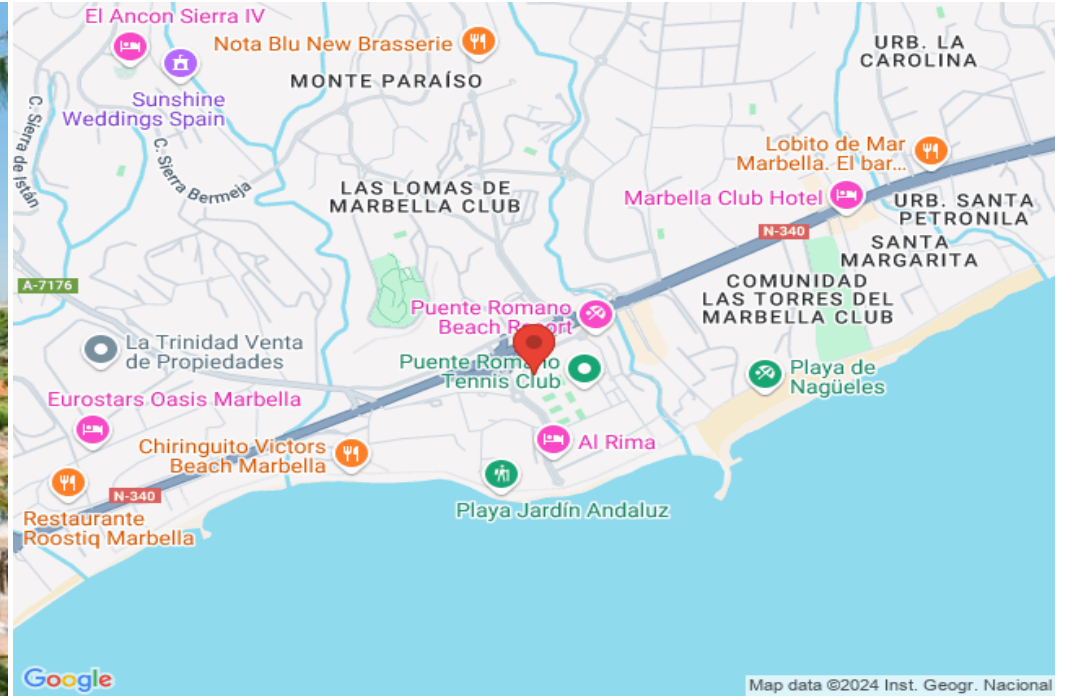 El Ancon Sierra IV
Nota Blu New Brasserie
URB. LA
CAROLINA
MONTE PARAÍSO
Sunshine
Weddings Spain
C. Sierra de Istán
C. Sierra Bermeja
Lobito de Mar
Marbella. El bar...
LAS LOMAS DE
MARBELLA CLUB
Marbella Club Hotel
URB. SANTA
PETRONILA
N-340
SANTA
MARGARITA
A-7176
COMUNIDAD
LAS TORRES DEL
MARBELLA CLUB
Puente Romano
Beach Resort
La Trinidad Venta
de Propiedades
Puente Romano
Tennis Club
Playa de
Nagüeles
Eurostars Oasis Marbella
Chiringuito Victors
Beach Marbella
Al Rima
N-340
Restaurante
Roostiq Marbella
Playa Jardín Andaluz
Google
Map data ©2024 Inst. Geogr. Nacional